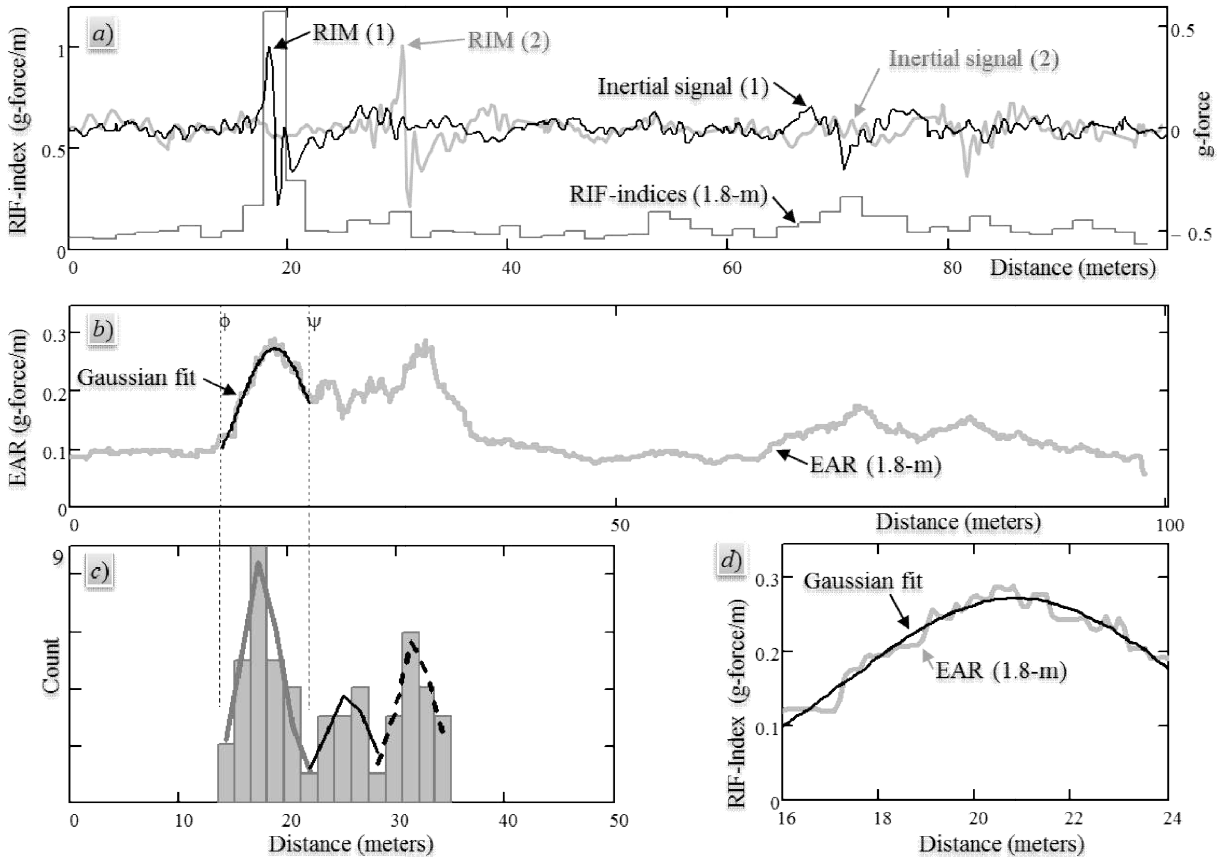 a)
RIM (1)
RIM (2)
Inertial signal (1)
Inertial signal (2)
RIF-indices (1.8-m)
RIF-index (g-force/m)
1
0.5
0
0.5
0
– 0.5
g-force
0 20 40 60 80 Distance (meters)
b)
ϕ ψ
Gaussian fit
EAR (1.8-m)
EAR (g-force/m)
0.3
0.2
0.1
0
0 50 Distance (meters) 100
c)
9
Count
0 10 20 30 40 50
Distance (meters)
d)
Gaussian fit
EAR (1.8-m)
RIF-Index (g-force/m)
0.3
0.2
0.1
0
16 18 20 22 24
Distance (meters)